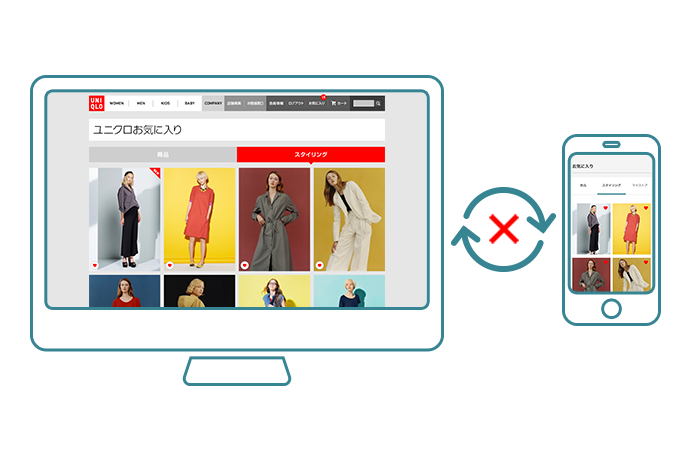 UNI
QLO
WOMEN
MEN
KIDS
BABY
COMPANY
店舗検索
お客様窓口
会員情報
ログアウト
お気に入り
カート
ユニクロお気に入り
商品
スタイリング
お気に入り
商品
スタイリング
マイストア